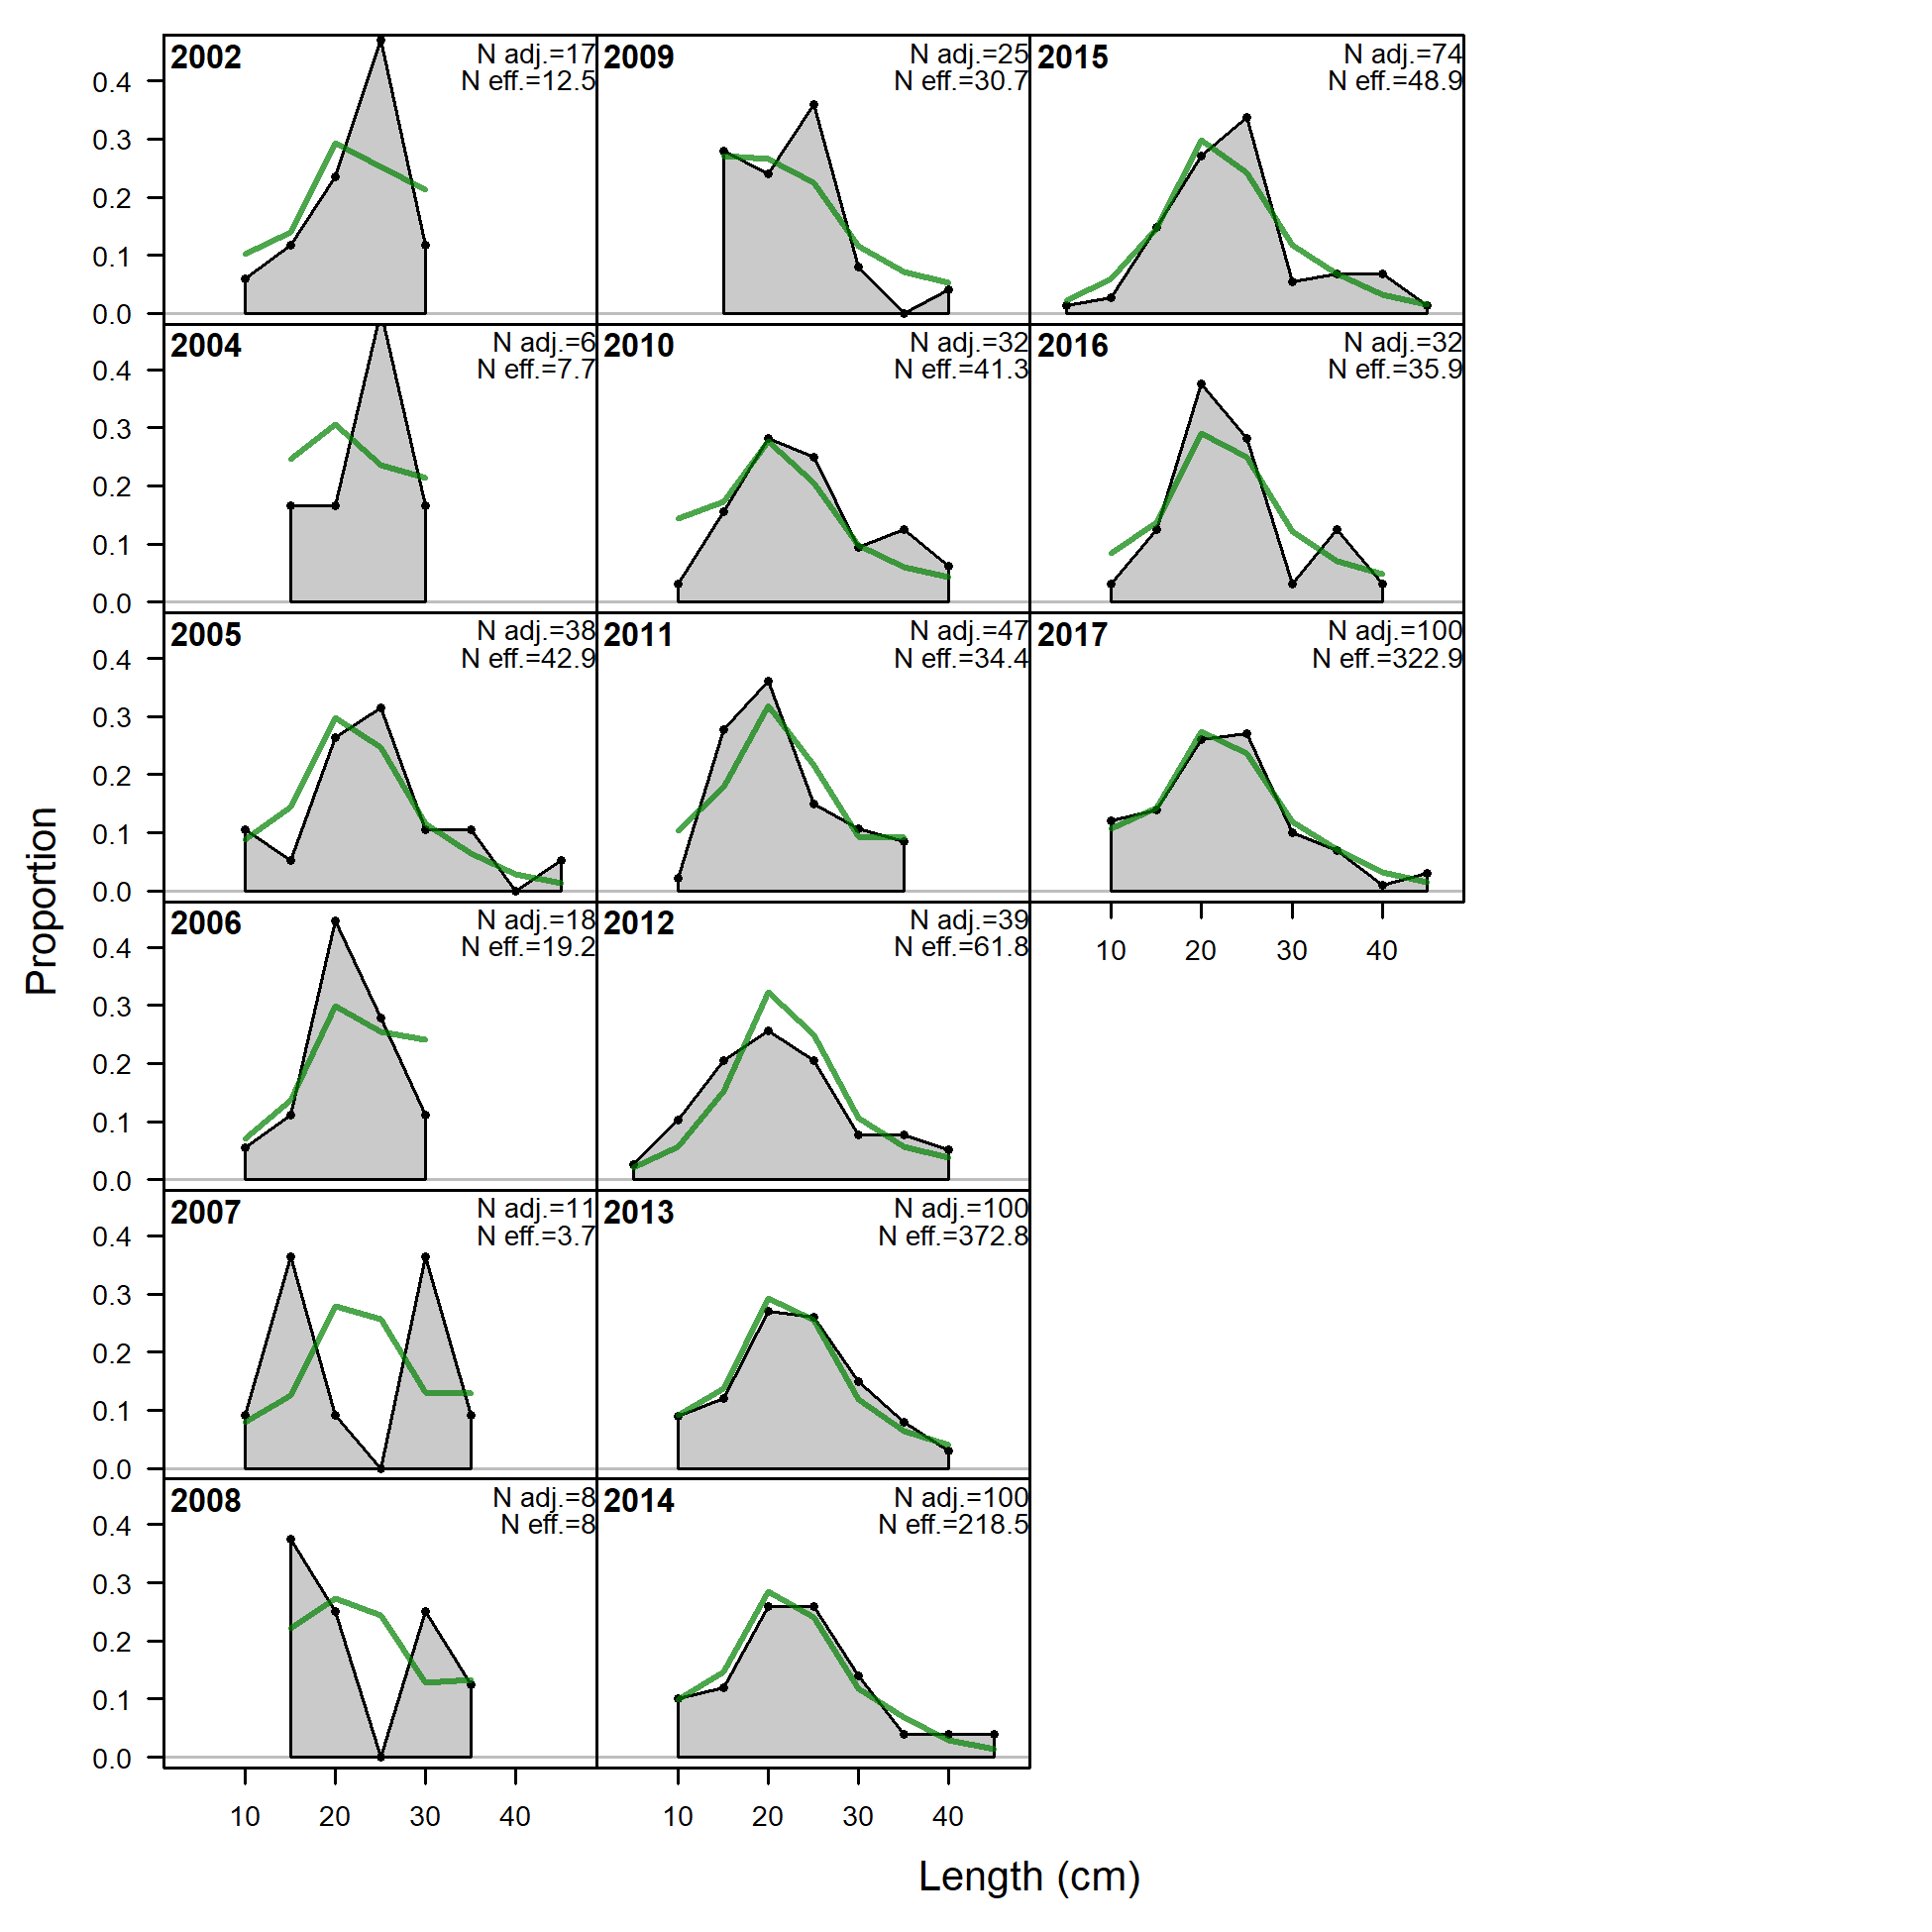 Proportion
2002
N adj.=17
N eff.=12.5
0.4
0.3
0.2
0.1
0.0
2004
N adj.=6
N eff.=7.7
0.4
0.3
0.2
0.1
0.0
2005
N adj.=38
N eff.=42.9
0.4
0.3
0.2
0.1
0.0
2006
N adj.=18
N eff.=19.2
0.4
0.3
0.2
0.1
0.0
2007
N adj.=11
N eff.=3.7
0.4
0.3
0.2
0.1
0.0
2008
N adj.=8
N eff.=8
0.4
0.3
0.2
0.1
0.0
10 20 30 40
2009
N adj.=25
N eff.=30.7
2010
N adj.=32
N eff.=41.3
2011
N adj.=47
N eff.=34.4
2012
N adj.=39
N eff.=61.8
2013
N adj.=100
N eff.=372.8
2014
N adj.=100
N eff.=218.5
10 20 30 40
2015
N adj.=74
N eff.=48.9
2016
N adj.=32
N eff.=35.9
2017
N adj.=100
N eff.=322.9
10 20 30 40
Length (cm)